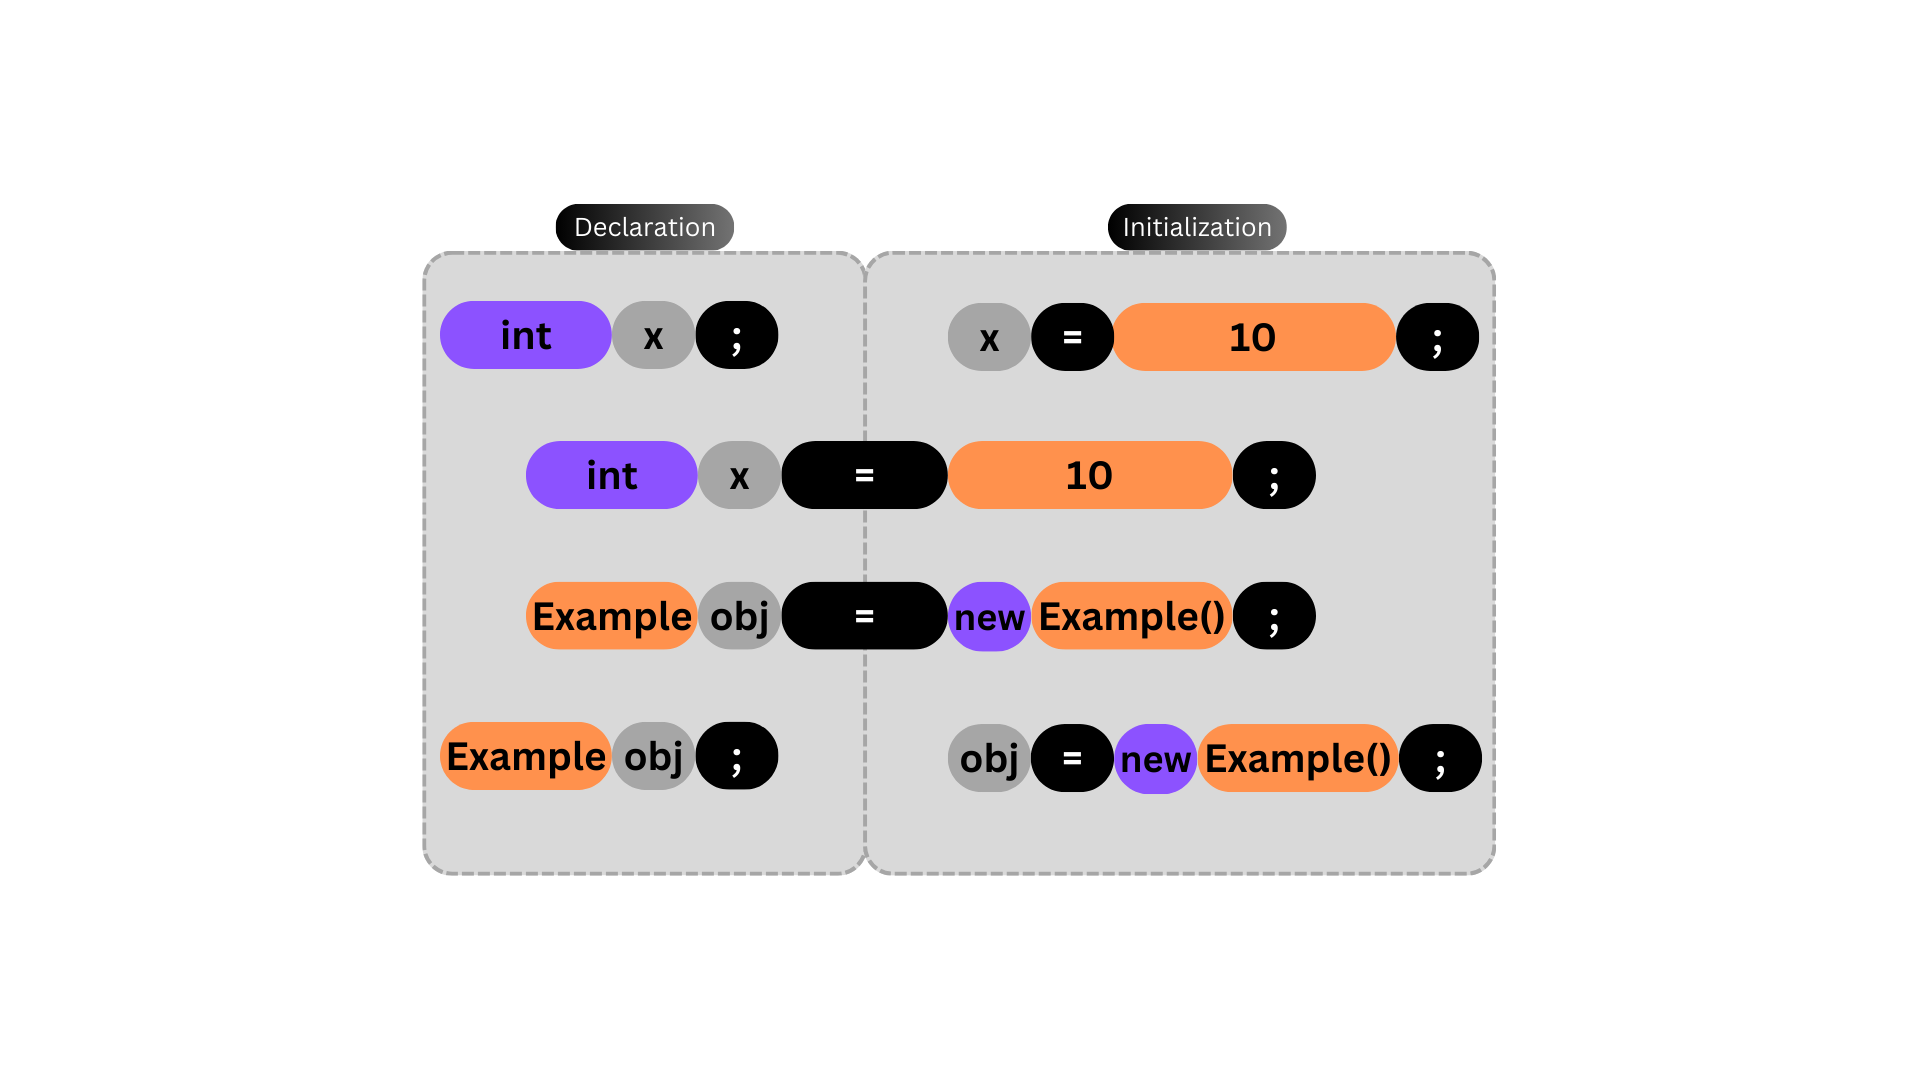 Declaration Initialization
int x ; x = 10 ;
int x = 10 ;
Example obj = new Example() ;
Example obj ; obj = new Example() ;